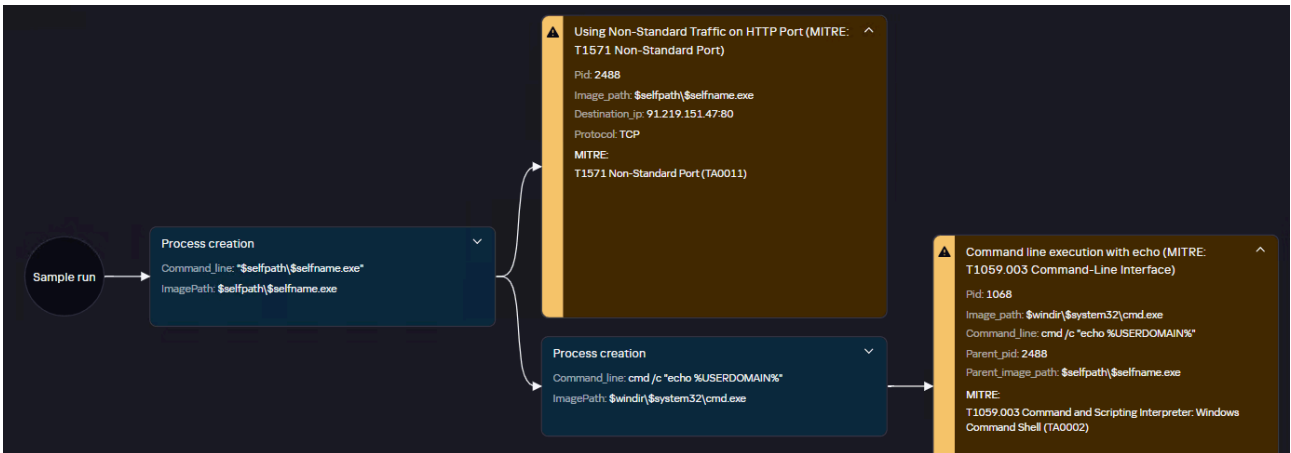 Sample run
Process creation
Command_line: "$selfpath\$selfname.exe"
ImagePath: $selfpath\$selfname.exe
Using Non-Standard Traffic on HTTP Port (MITRE:
T1571 Non-Standard Port)
Pid: 2488
Image_path: $selfpath\$selfname.exe
Destination_ip: 91.219.151.47:80
Protocol: TCP
MITRE:
T1571 Non-Standard Port (TA0011)
Process creation
Command_line: cmd /c "echo %USERDOMAIN%"
ImagePath: $windir\$system32\cmd.exe
Command line execution with echo (MITRE:
T1059.003 Command-Line Interface)
Pid: 1068
Image_path: $windir\$system32\cmd.exe
Command_line: cmd /c "echo %USERDOMAIN%"
Parent_pid: 2488
Parent_image_path: $selfpath\$selfname.exe
MITRE:
T1059.003 Command and Scripting Interpreter: Windows
Command Shell (TA0002)